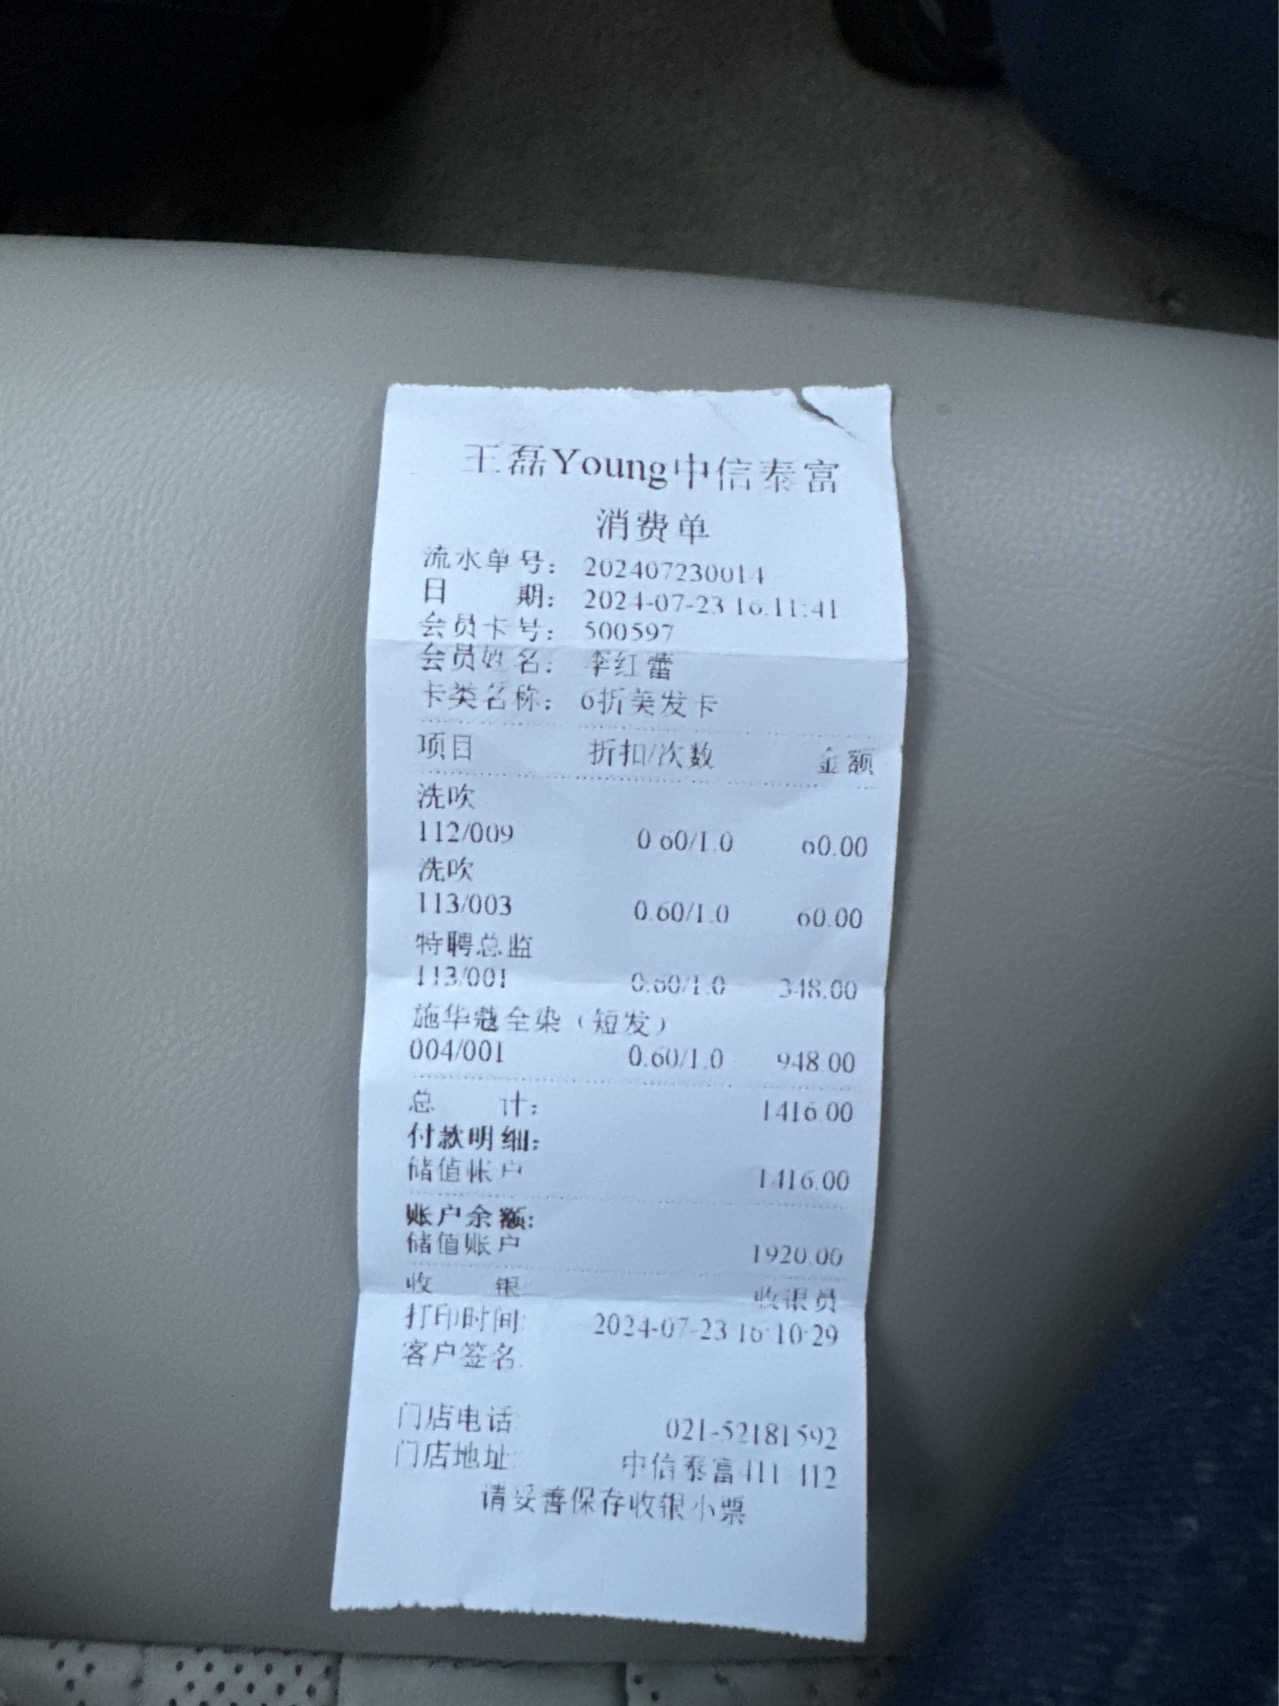 王磊Young中信泰富
消费单
流水单号： 202407230014
日 期： 2024-07-23 16:11:41
会员卡号： 500597
会员姓名： 李红蕾
卡类名称： 6折美发卡
项目 折扣/次数 金额
洗吹
112/009 0.60/1.0 60.00
洗吹
113/003 0.60/1.0 60.00
特聘总监
113/001 0.60/1.0 348.00
施华蔻全染（短发）
004/001 0.60/1.0 948.00
总 计： 1416.00
付款明细：
储值帐户 1416.00
账户余额：
储值账户 1920.00
收 银： 收银员
打印时间： 2024-07-23 16:10:29
客户签名：
门店电话： 021-52181592
门店地址： 中信泰富411-412
请妥善保存收银小票